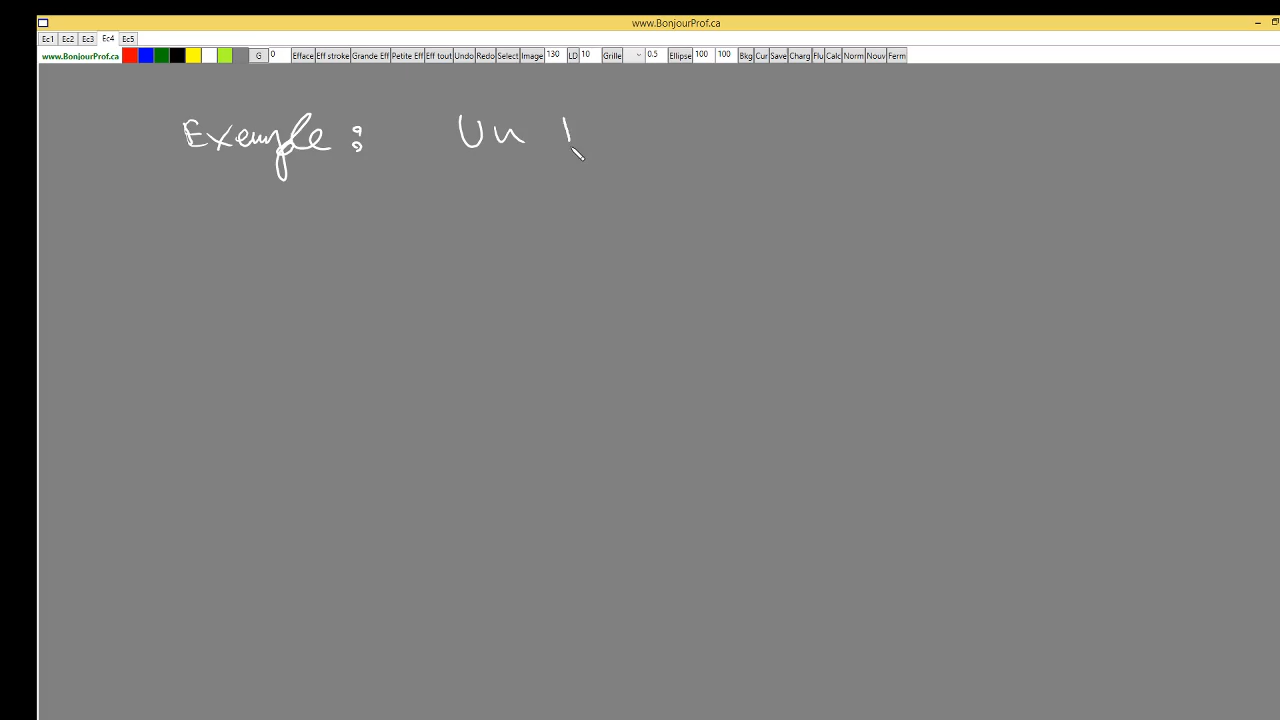 www.BonjourProf.ca
Ec1 Ec2 Ec3 Ec4 Ec5
www.BonjourProf.ca G 0 Efface Eff stroke Grande Eff Petite Eff Eff tout Undo Redo Select Image 130 LD 10 Grille 0.5 Ellipse 100 100 Bkg Cur Save Charg Flu Calc Norm Nouv Ferm
Exemple : Un